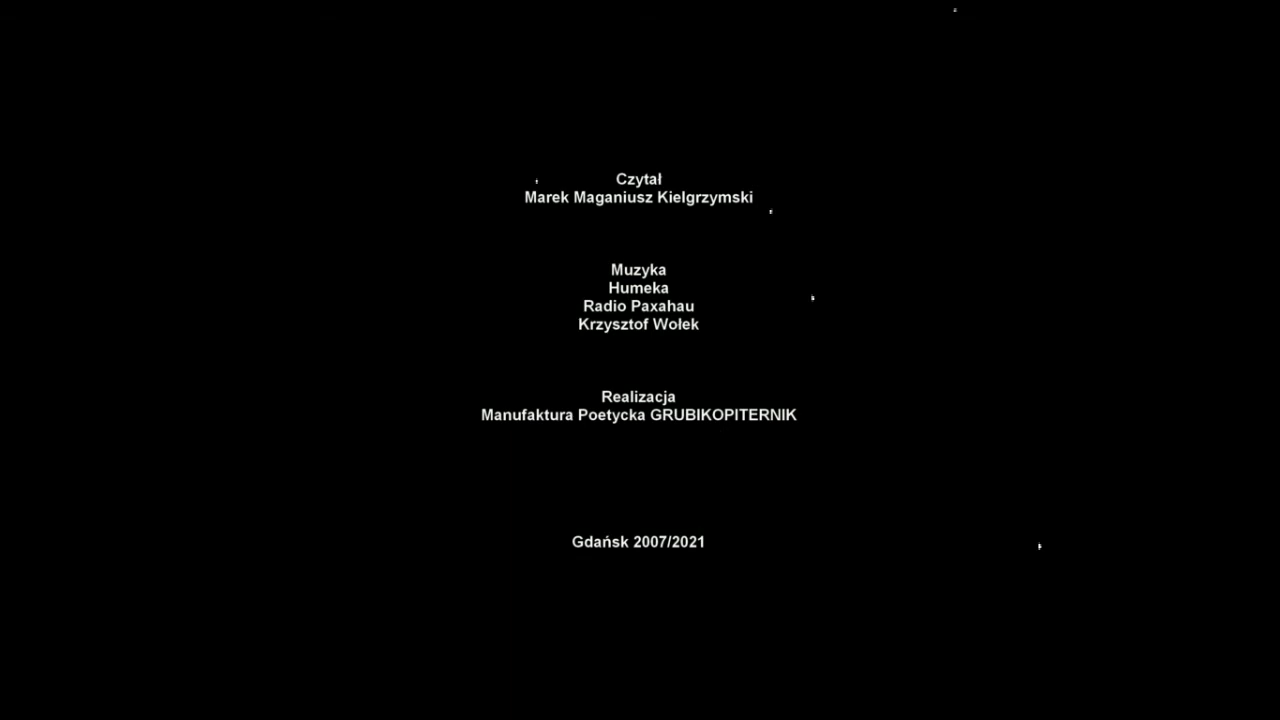 Czytał
Marek Maganiusz Kielgrzymski
Muzyka
Humeka
Radio Paxahau
Krzysztof Wołek
Realizacja
Manufaktura Poetycka GRUBIKOPITERNIK
Gdańsk 2007/2021